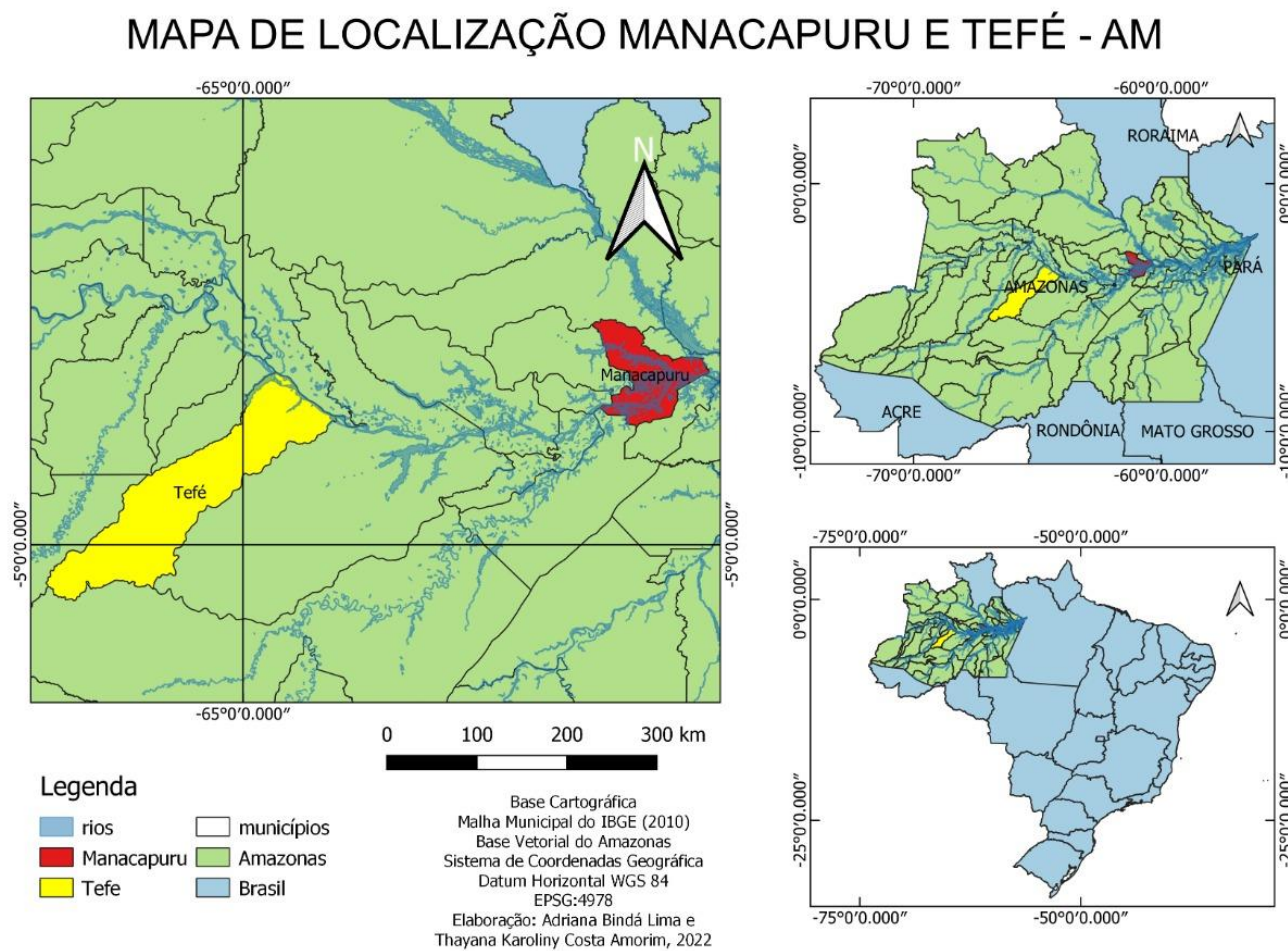 MAPA DE LOCALIZAÇÃO MANACAPURU E TEFÉ - AM
-65°0'0.000"
N
Manacapuru
Tefé
-5°0'0.000"
-5°0'0.000"
-65°0'0.000"
-70°0'0.000"
-60°0'0.000"
RORAIMA
0°0'0.000"
0°0'0.000"
PARÁ
AMAZONAS
ACRE
RONDÔNIA
MATO GROSSO
-10°0'0.000"
-10°0'0.000"
-70°0'0.000"
-60°0'0.000"
-75°0'0.000"
-50°0'0.000"
0°0'0.000"
0°0'0.000"
-25°0'0.000"
-25°0'0.000"
-75°0'0.000"
-50°0'0.000"
0 100 200 300 km
Legenda
rios
municípios
Manacapuru
Amazonas
Tefe
Brasil
Base Cartográfica
Malha Municipal do IBGE (2010)
Base Vetorial do Amazonas
Sistema de Coordenadas Geográfica
Datum Horizontal WGS 84
EPSG:4978
Elaboração: Adriana Bindá Lima e
Thayana Karoliny Costa Amorim, 2022